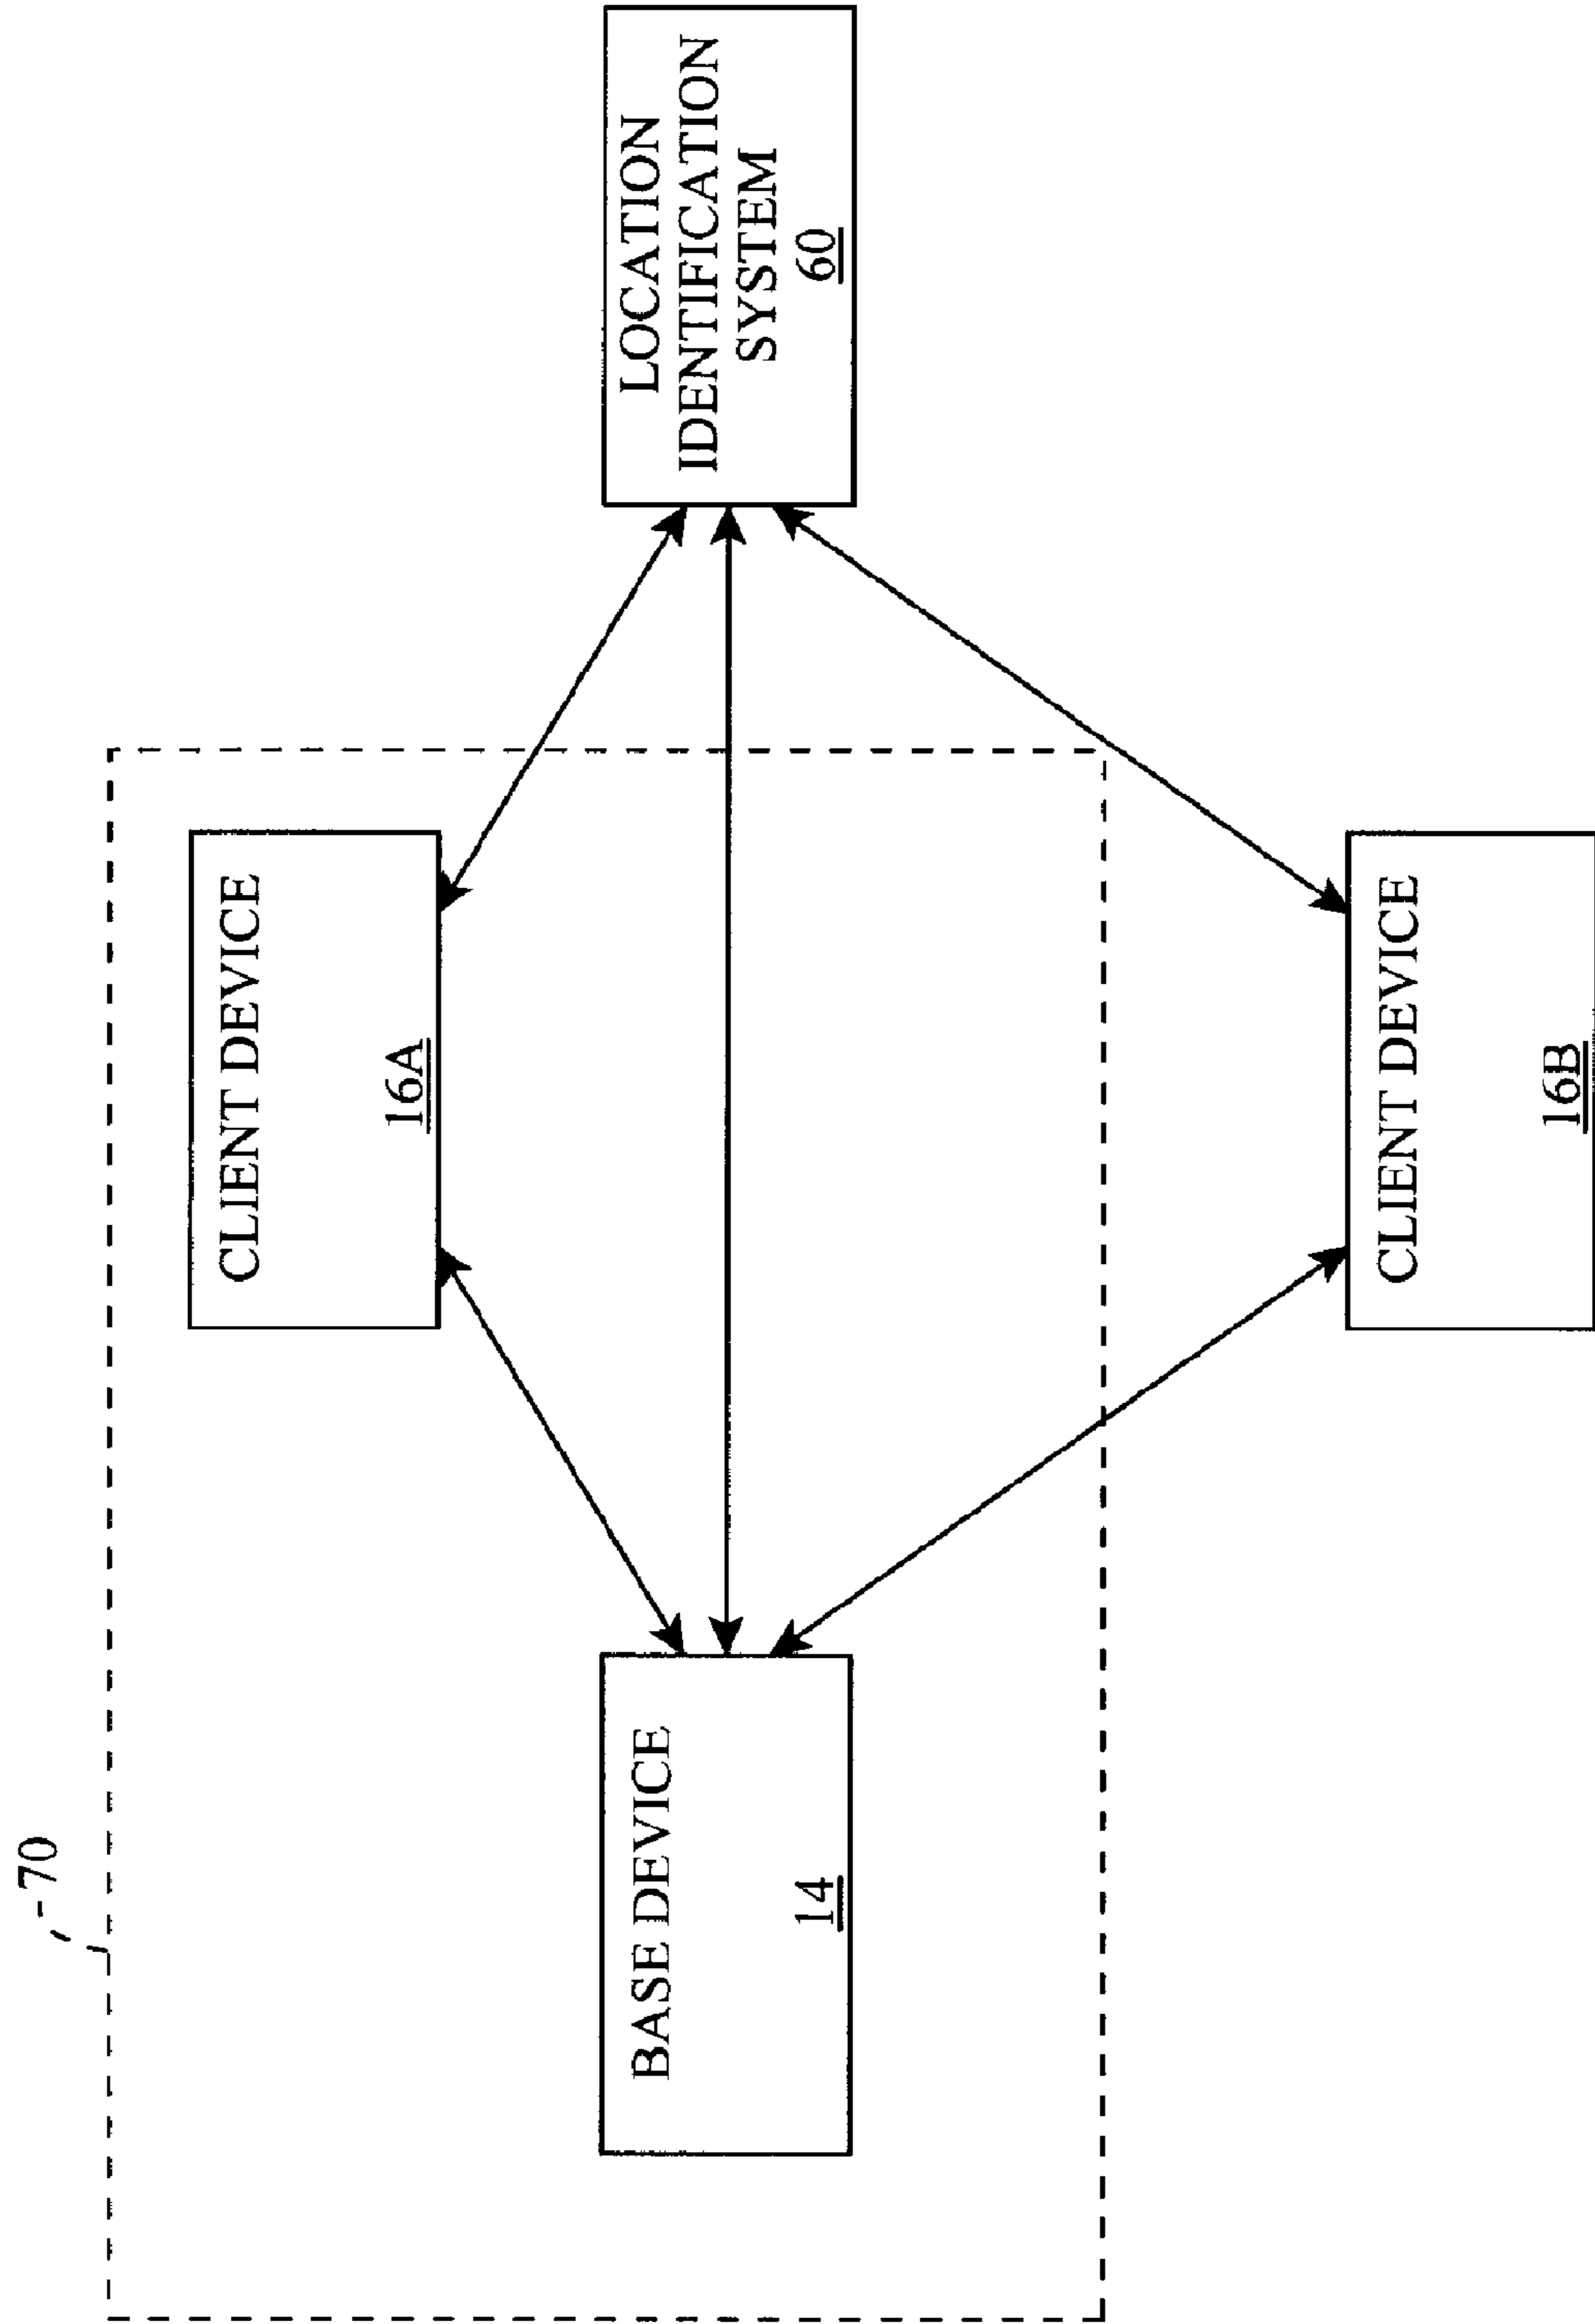 70
CLIENT DEVICE
16A
BASE DEVICE
14
LOCATION
IDENTIFICATION
SYSTEM
60
CLIENT DEVICE
16B